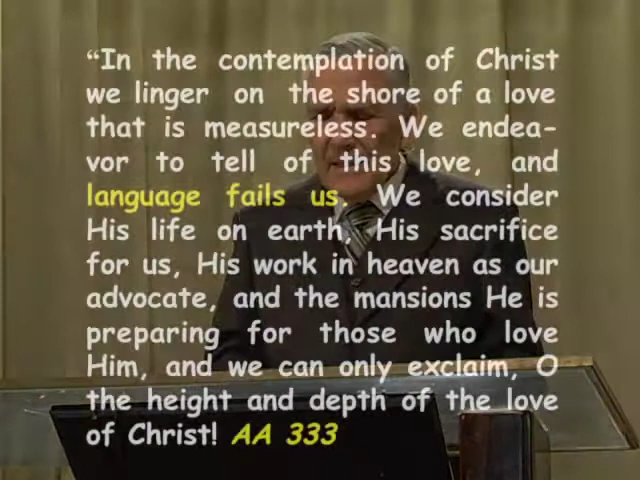 “In the contemplation of Christ
we linger on the shore of a love
that is measureless. We endea-
vor to tell of this love, and
language fails us. We consider
His life on earth, His sacrifice
for us, His work in heaven as our
advocate, and the mansions He is
preparing for those who love
Him, and we can only exclaim, O
the height and depth of the love
of Christ! AA 333